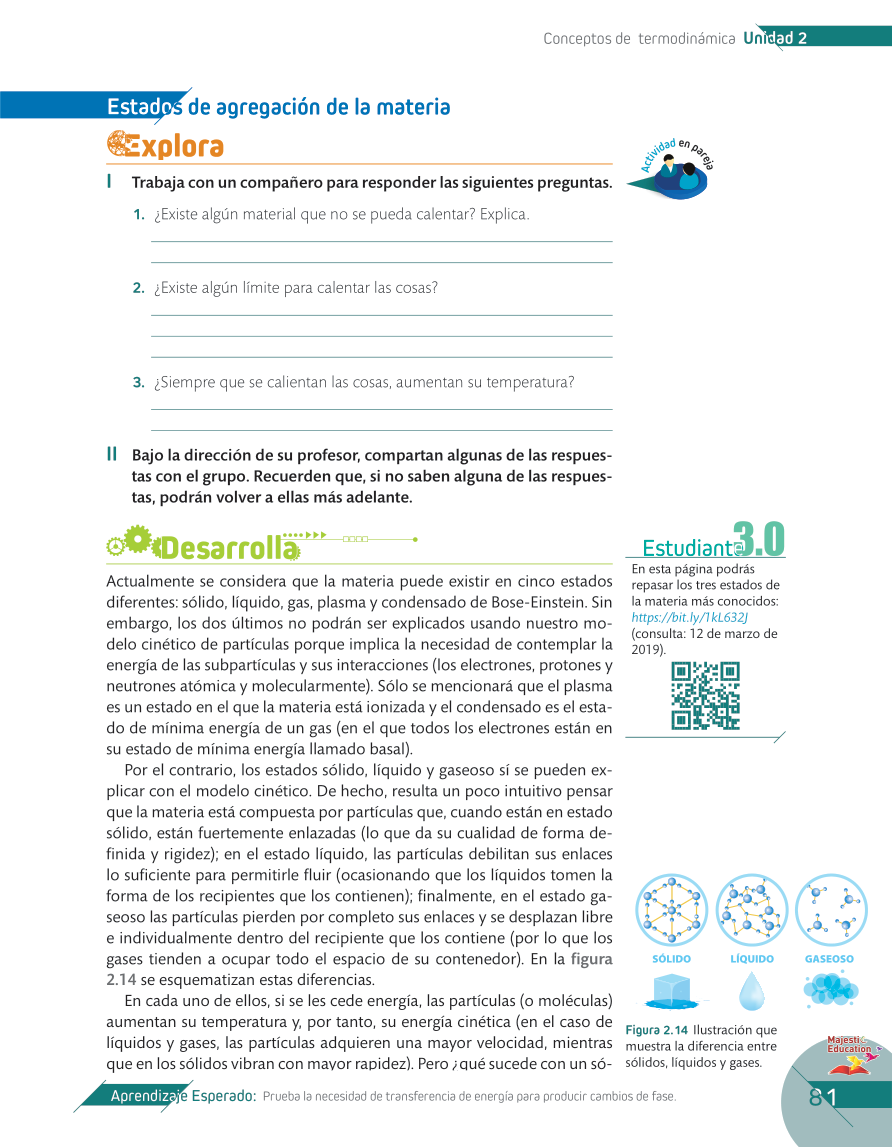 Conceptos de termodinámica Unidad 2
Estados de agregación de la materia
Explora
Actividad en pareja
I Trabaja con un compañero para responder las siguientes preguntas.
1. ¿Existe algún material que no se pueda calentar? Explica.
2. ¿Existe algún límite para calentar las cosas?
3. ¿Siempre que se calientan las cosas, aumentan su temperatura?
II Bajo la dirección de su profesor, compartan algunas de las respues-
tas con el grupo. Recuerden que, si no saben alguna de las respues-
tas, podrán volver a ellas más adelante.
Desarrolla
Actualmente se considera que la materia puede existir en cinco estados
diferentes: sólido, líquido, gas, plasma y condensado de Bose-Einstein. Sin
embargo, los dos últimos no podrán ser explicados usando nuestro mo-
delo cinético de partículas porque implica la necesidad de contemplar la
energía de las subpartículas y sus interacciones (los electrones, protones y
neutrones atómica y molecularmente). Sólo se mencionará que el plasma
es un estado en el que la materia está ionizada y el condensado es el esta-
do de mínima energía de un gas (en el que todos los electrones están en
su estado de mínima energía llamado basal).
Por el contrario, los estados sólido, líquido y gaseoso sí se pueden ex-
plicar con el modelo cinético. De hecho, resulta un poco intuitivo pensar
que la materia está compuesta por partículas que, cuando están en estado
sólido, están fuertemente enlazadas (lo que da su cualidad de forma de-
finida y rigidez); en el estado líquido, las partículas debilitan sus enlaces
lo suficiente para permitirle fluir (ocasionando que los líquidos tomen la
forma de los recipientes que los contienen); finalmente, en el estado ga-
seoso las partículas pierden por completo sus enlaces y se desplazan libre
e individualmente dentro del recipiente que los contiene (por lo que los
gases tienden a ocupar todo el espacio de su contenedor). En la figura
2.14 se esquematizan estas diferencias.
En cada uno de ellos, si se les cede energía, las partículas (o moléculas)
aumentan su temperatura y, por tanto, su energía cinética (en el caso de
líquidos y gases, las partículas adquieren una mayor velocidad, mientras
que en los sólidos vibran con mayor rapidez). Pero ¿qué sucede con un só-
Estudiante 3.0
En esta página podrás
repasar los tres estados de
la materia más conocidos:
https://bit.ly/1kL632J
(consulta: 12 de marzo de
2019).
SÓLIDO LÍQUIDO GASEOSO
Figura 2.14 Ilustración que
muestra la diferencia entre
sólidos, líquidos y gases.
Majestic
Education
Aprendizaje Esperado: Prueba la necesidad de transferencia de energía para producir cambios de fase.
81